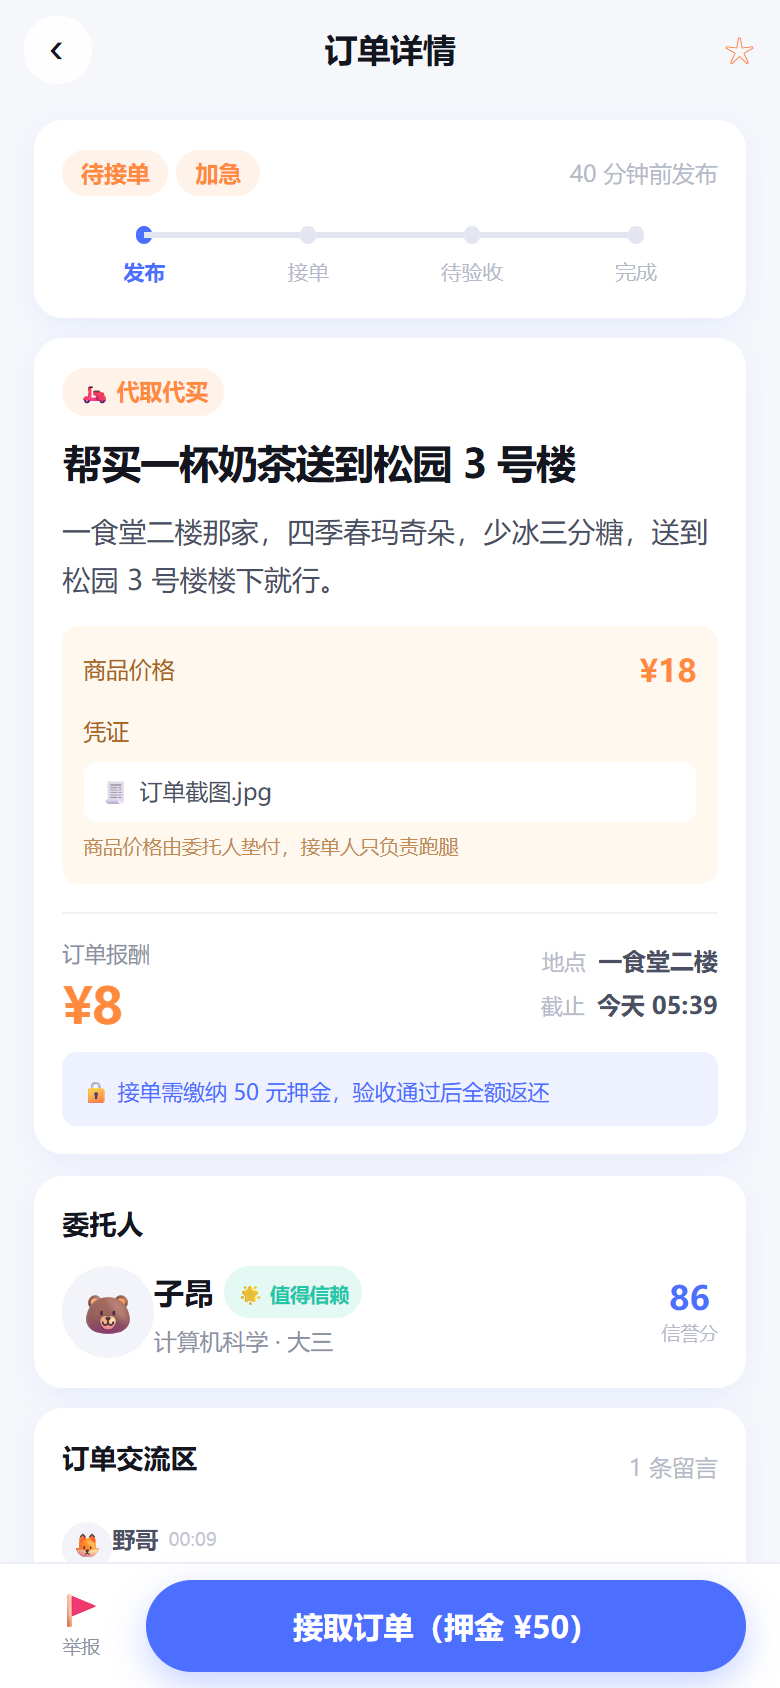 订单详情
待接单 加急 40 分钟前发布
发布 接单 待验收 完成
代取代买
帮买一杯奶茶送到松园 3 号楼
一食堂二楼那家，四季春玛奇朵，少冰三分糖，送到
松园 3 号楼楼下就行。
商品价格 ¥18
凭证
订单截图.jpg
商品价格由委托人垫付，接单人只负责跑腿
订单报酬
¥8
地点 一食堂二楼
截止 今天 05:39
接单需缴纳 50 元押金，验收通过后全额返还
委托人
子昂 值得信赖
计算机科学 · 大三
86
信誉分
订单交流区 1 条留言
野哥 00:09
举报
接取订单（押金 ¥50）